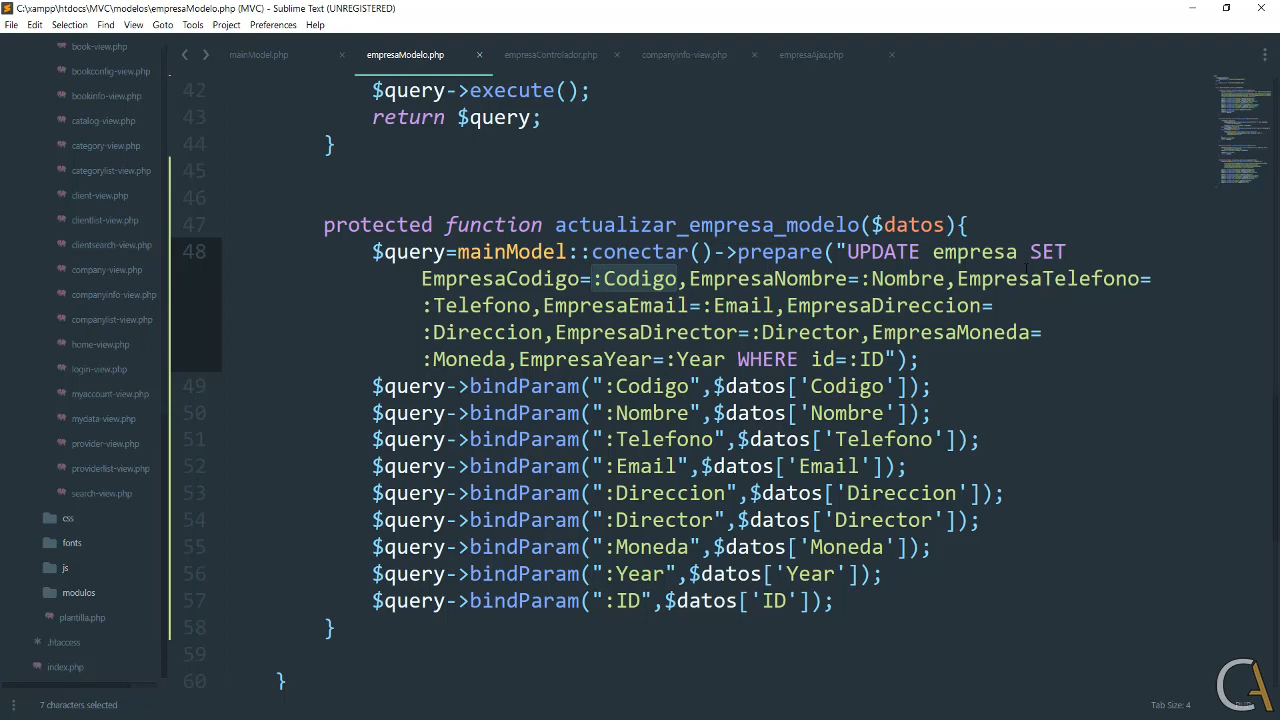 C:\xampp\htdocs\MVC\modelos\empresaModelo.php (MVC) - Sublime Text (UNREGISTERED)
File Edit Selection Find View Goto Tools Project Preferences Help
mainModel.php × empresaModelo.php × empresaControlador.php × companyinfo-view.php × empresaAjax.php ×
book-view.php
bookconfig-view.php
bookinfo-view.php
catalog-view.php
category-view.php
categorylist-view.php
client-view.php
clientlist-view.php
clientsearch-view.php
company-view.php
companyinfo-view.php
companylist-view.php
home-view.php
login-view.php
myaccount-view.php
mydata-view.php
provider-view.php
providerlist-view.php
search-view.php
css
fonts
js
modulos
plantilla.php
.htaccess
index.php
42 $query->execute();
43 return $query;
44 }
45
46
47 protected function actualizar_empresa_modelo($datos){
48 $query=mainModel::conectar()->prepare("UPDATE empresa SET
EmpresaCodigo=:Codigo,EmpresaNombre=:Nombre,EmpresaTelefono=
:Telefono,EmpresaEmail=:Email,EmpresaDireccion=
:Direccion,EmpresaDirector=:Director,EmpresaMoneda=
:Moneda,EmpresaYear=:Year WHERE id=:ID");
49 $query->bindParam(":Codigo",$datos['Codigo']);
50 $query->bindParam(":Nombre",$datos['Nombre']);
51 $query->bindParam(":Telefono",$datos['Telefono']);
52 $query->bindParam(":Email",$datos['Email']);
53 $query->bindParam(":Direccion",$datos['Direccion']);
54 $query->bindParam(":Director",$datos['Director']);
55 $query->bindParam(":Moneda",$datos['Moneda']);
56 $query->bindParam(":Year",$datos['Year']);
57 $query->bindParam(":ID",$datos['ID']);
58 }
59
60 }
7 characters selected
Tab Size: 4
CA